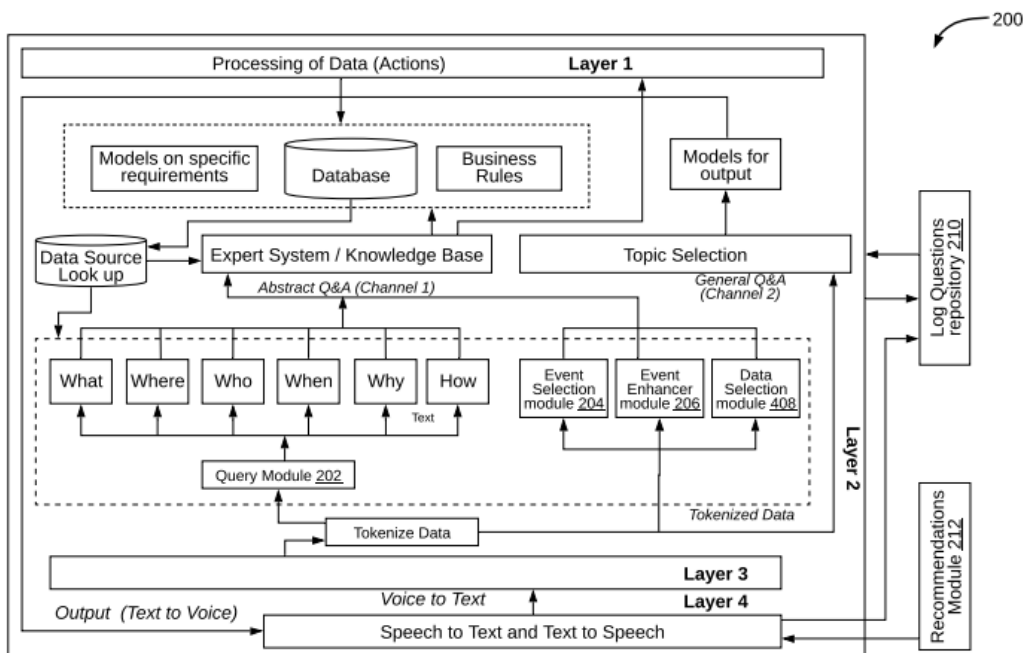 200
Processing of Data (Actions)
Layer 1
Models on specific
requirements
Database
Business
Rules
Models for
output
Data Source
Look up
Expert System / Knowledge Base
Topic Selection
Abstract Q&A (Channel 1)
General Q&A
(Channel 2)
Log Questions
repository 210
What
Where
Who
When
Why
How
Text
Event
Selection
module 204
Event
Enhancer
module 206
Data
Selection
module 408
Layer 2
Query Module 202
Tokenized Data
Tokenize Data
Recommendations
Module 212
Layer 3
Voice to Text
Layer 4
Output (Text to Voice)
Speech to Text and Text to Speech